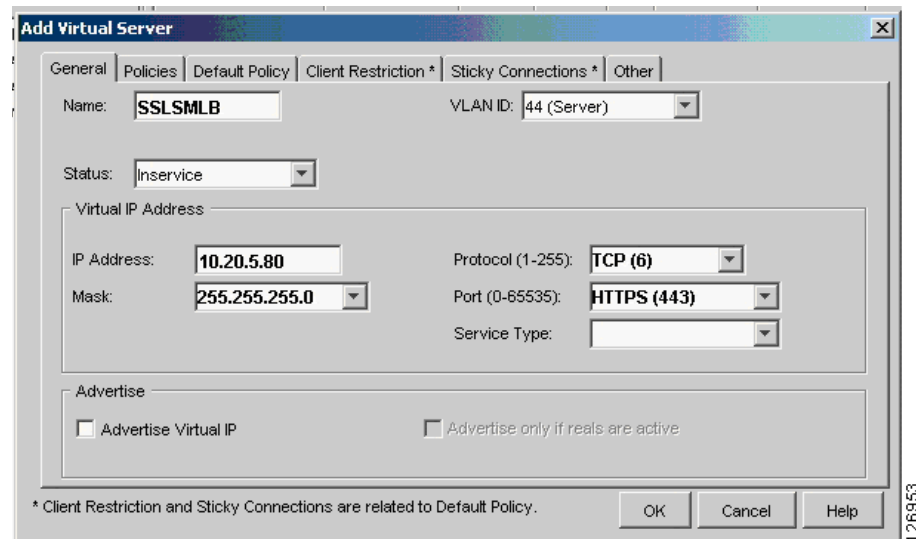 Add Virtual Server
General Policies Default Policy Client Restriction * Sticky Connections * Other
Name: SSLSMLB VLAN ID: 44 (Server)
Status: Inservice
Virtual IP Address
IP Address: 10.20.5.80 Protocol (1-255): TCP (6)
Mask: 255.255.255.0 Port (0-65535): HTTPS (443)
Service Type:
Advertise
Advertise Virtual IP Advertise only if reals are active
* Client Restriction and Sticky Connections are related to Default Policy. OK Cancel Help
126953